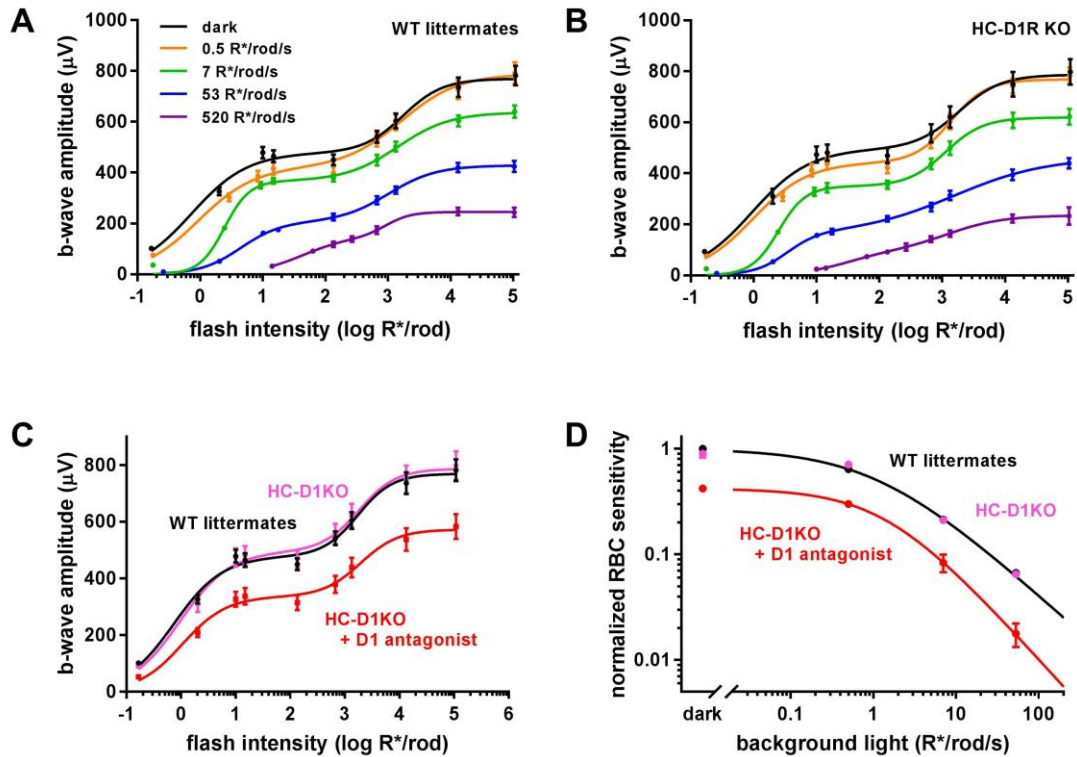 A
WT littermates
dark
0.5 R*/rod/s
7 R*/rod/s
53 R*/rod/s
520 R*/rod/s
b-wave amplitude (μV)
1000
800
600
400
200
0
-1 0 1 2 3 4 5
flash intensity (log R*/rod)
B
HC-D1R KO
b-wave amplitude (μV)
1000
800
600
400
200
0
-1 0 1 2 3 4 5
flash intensity (log R*/rod)
C
b-wave amplitude (μV)
800
600
400
200
0
HC-D1KO
WT littermates
HC-D1KO
+ D1 antagonist
-1 0 1 2 3 4 5 6
flash intensity (log R*/rod)
D
normalized RBC sensitivity
1
0.1
0.01
WT littermates
HC-D1KO
HC-D1KO
+ D1 antagonist
dark 0.1 1 10 100
background light (R*/rod/s)